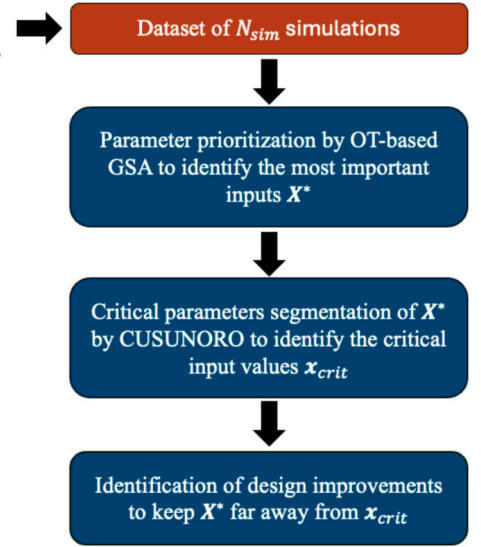 Dataset of N_sim simulations
Parameter prioritization by OT-based
GSA to identify the most important
inputs X*
Critical parameters segmentation of X*
by CUSUNORO to identify the critical
input values x_crit
Identification of design improvements
to keep X* far away from x_crit